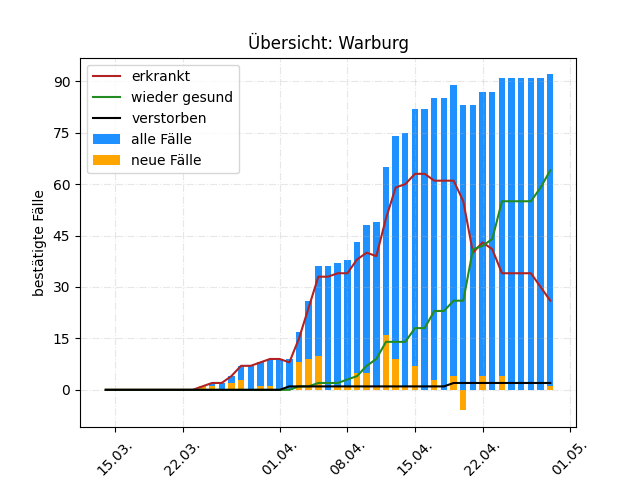 Übersicht: Warburg
erkrankt
wieder gesund
verstorben
alle Fälle
neue Fälle
bestätigte Fälle
90
75
60
45
30
15
0
15.03.
22.03.
01.04.
08.04.
15.04.
22.04.
01.05.